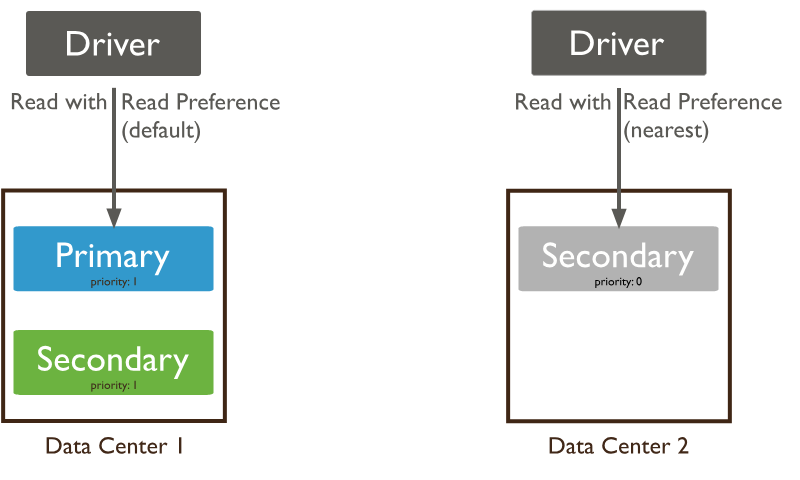 Driver
Read with Read Preference
(default)
Primary
priority: 1
Secondary
priority: 1
Data Center 1
Driver
Read with Read Preference
(nearest)
Secondary
priority: 0
Data Center 2